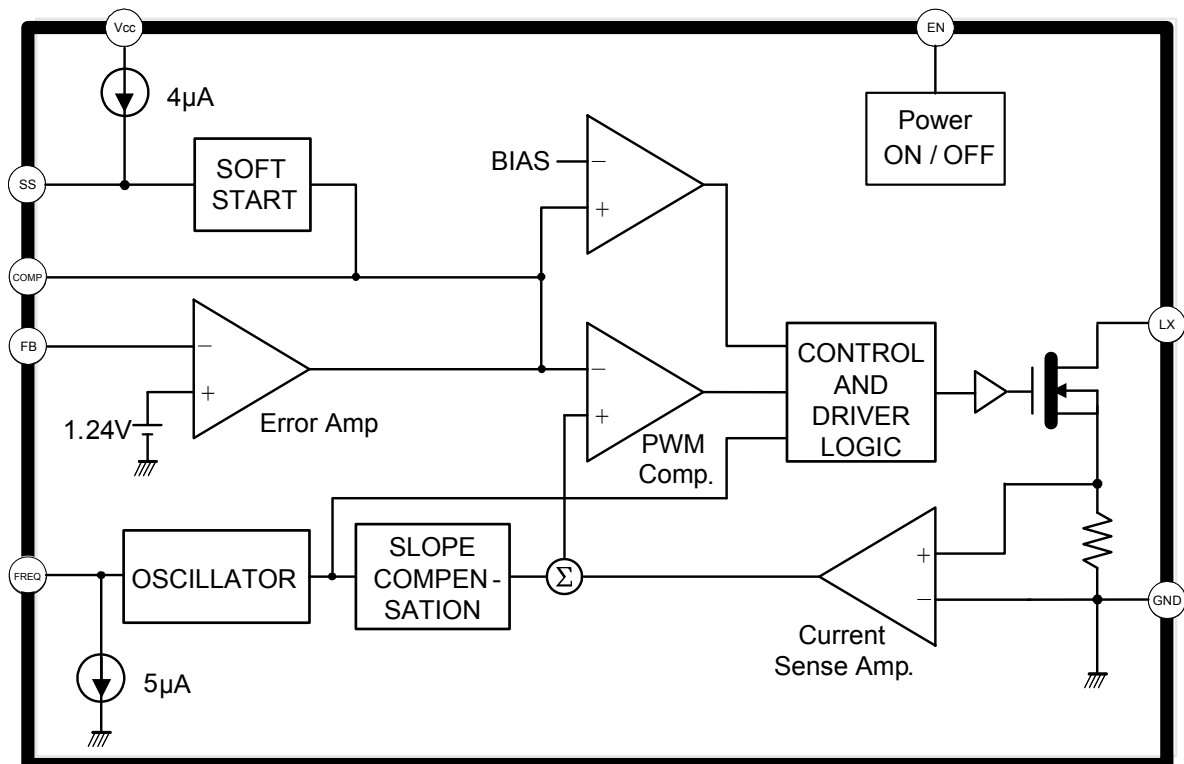 Vcc
EN
4µA
Power
ON / OFF
BIAS
−
+
SS
SOFT
START
COMP
FB
−
+
1.24V
Error Amp
−
+
PWM
Comp.
CONTROL
AND
DRIVER
LOGIC
LX
FREQ
OSCILLATOR
SLOPE
COMPEN -
SATION
Σ
+
−
Current
Sense Amp.
GND
5µA